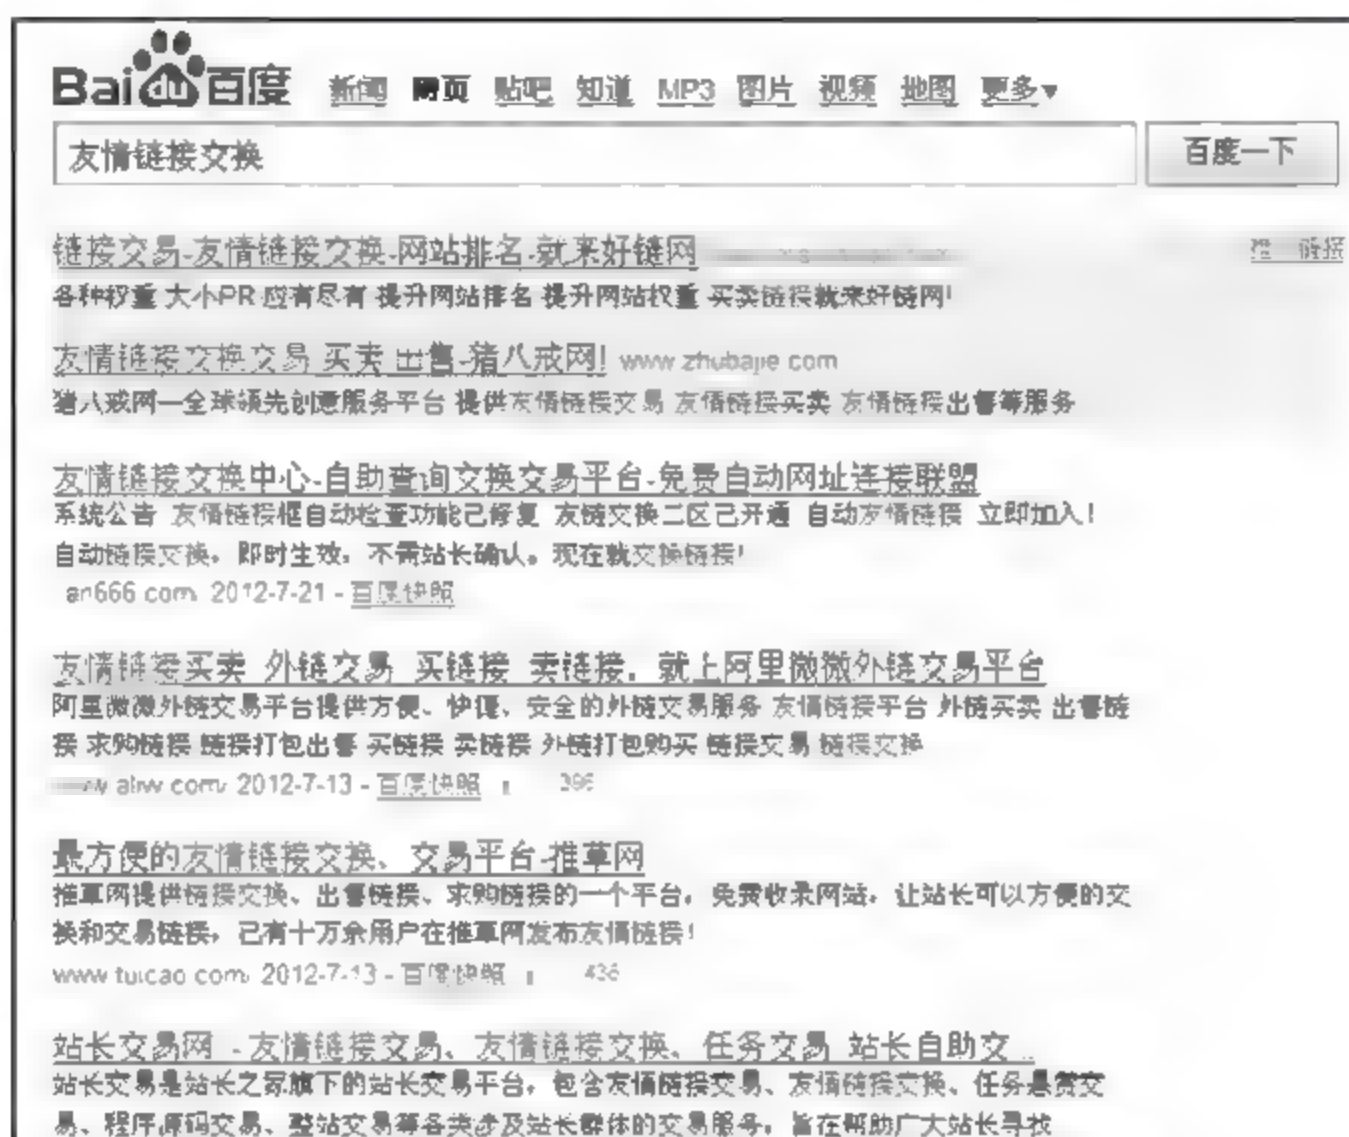 Bai du 百度 新闻 网页 贴吧 知道 MP3 图片 视频 地图 更多▼
友情链接交换 百度一下
链接交易-友情链接交换-网站排名-就来好链网
各种权重 大小PR 应有尽有 提升网站排名 提升网站权重 买卖链接就来好链网!
友情链接交换交易 买卖 出售-猪八戒网! www.zhubajie.com
猪八戒网—全球领先创意服务平台 提供友情链接交易 友情链接买卖 友情链接出售等服务
友情链接交换中心-自助查询交换交易平台-免费自动网址连接联盟
系统公告 友情链接框自动检查功能已修复 友链交换二区已开通 自动友情链接 立即加入!
自动链接交换。即时生效。不需站长确认。现在就交换链接!
an666.com/ 2012-7-21 - 百度快照
友情链接买卖_外链交易_买链接_卖链接，就上阿里微微外链交易平台
阿里微微外链交易平台提供方便、快捷、安全的外链交易服务 友情链接平台 外链买卖 出售链
接 求购链接 链接打包出售 买链接 卖链接 外链打包购买 链接交易 链接交换
2012-7-13 - 百度快照
最方便的友情链接交换、交易平台-推草网
推草网提供链接交换、出售链接、求购链接的一个平台。免费收录网站。让站长可以方便的交
换和交易链接。已有十万余用户在推草网发布友情链接!
www.tuicao.com/ 2012-7-13 - 百度快照
站长交易网 - 友情链接交易、友情链接交换、任务交易_站长自助交...
站长交易是站长之家旗下的站长交易平台，包含友情链接交易、友情链接交换、任务悬赏交
易、程序源码交易、整站交易等各类涉及站长群体的交易服务，旨在帮助广大站长寻找